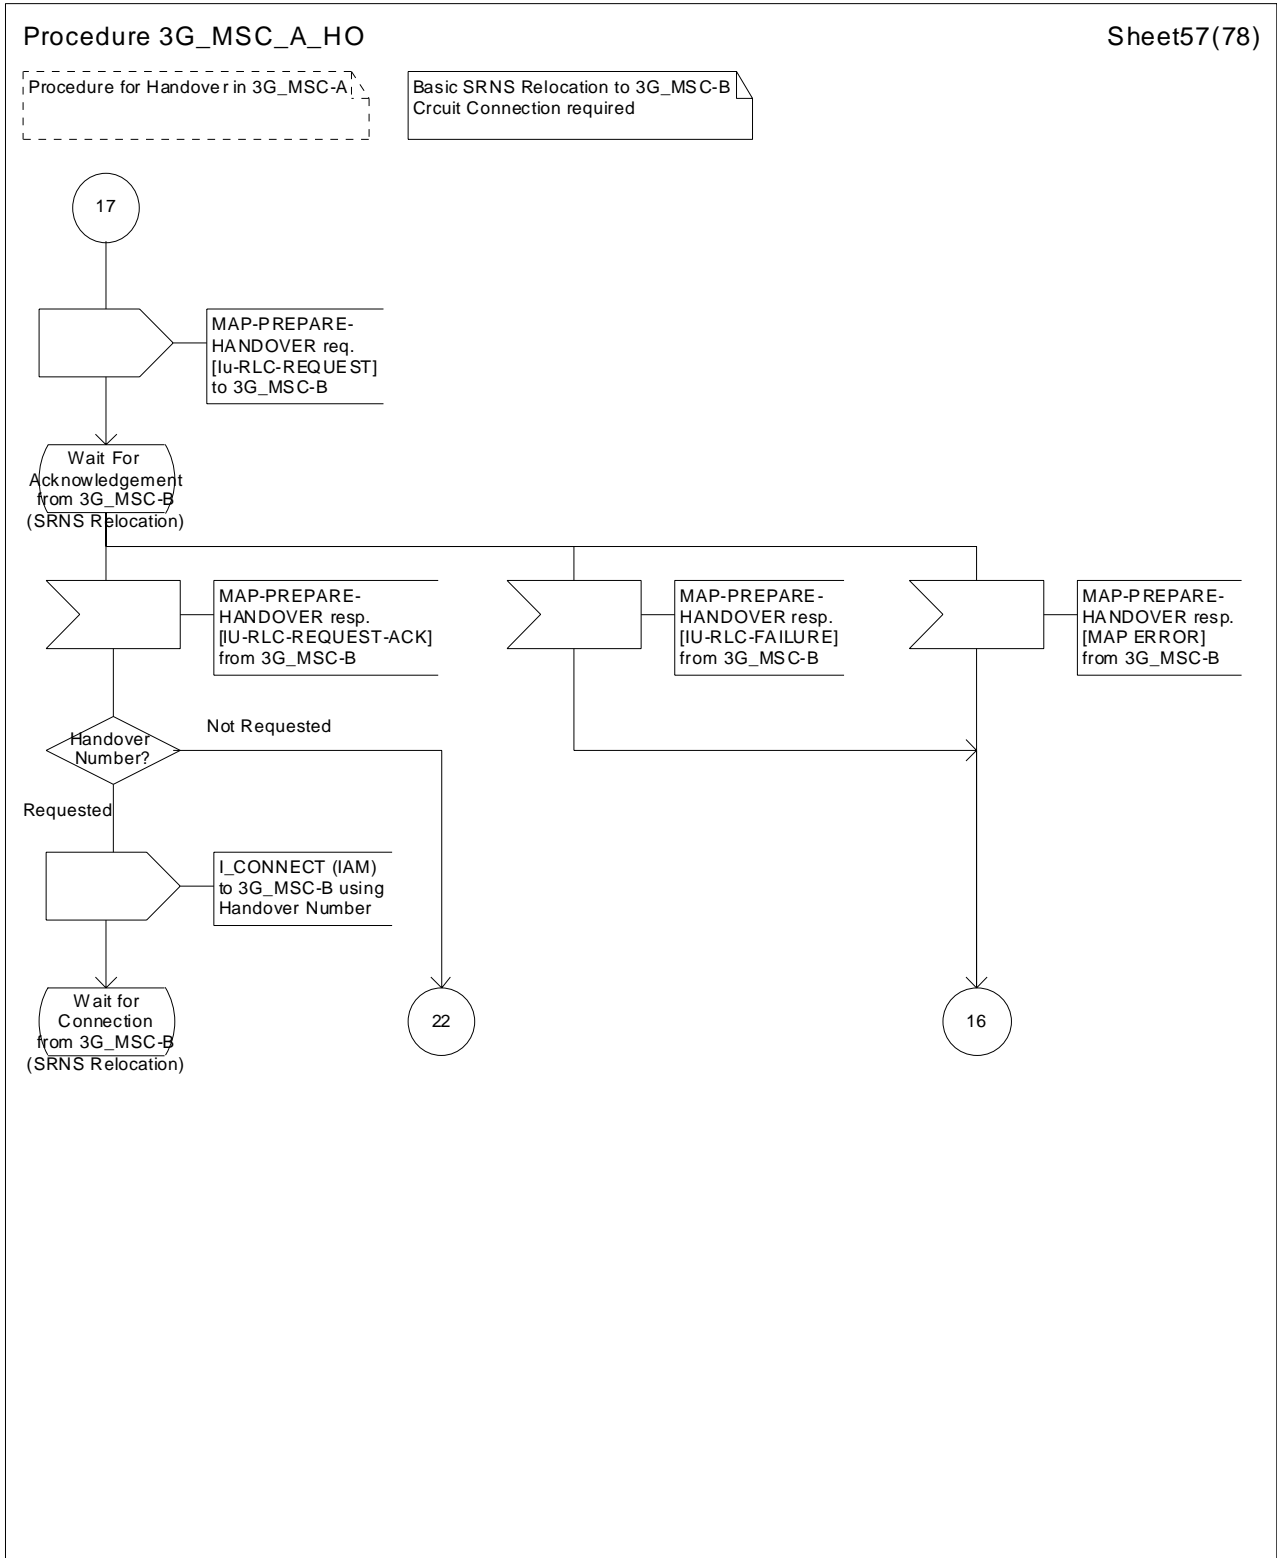 Procedure 3G_MSC_A_HO
Sheet57(78)
Procedure for Handover in 3G_MSC-A
Basic SRNS Relocation to 3G_MSC-B
Crcuit Connection required
17
MAP-PREPARE-
HANDOVER req.
[Iu-RLC-REQUEST]
to 3G_MSC-B
Wait For
Acknowledgement
from 3G_MSC-B
(SRNS Relocation)
MAP-PREPARE-
HANDOVER resp.
[IU-RLC-REQUEST-ACK]
from 3G_MSC-B
MAP-PREPARE-
HANDOVER resp.
[IU-RLC-FAILURE]
from 3G_MSC-B
MAP-PREPARE-
HANDOVER resp.
[MAP ERROR]
from 3G_MSC-B
Handover
Number?
Not Requested
Requested
I_CONNECT (IAM)
to 3G_MSC-B using
Handover Number
Wait for
Connection
from 3G_MSC-B
(SRNS Relocation)
22
16